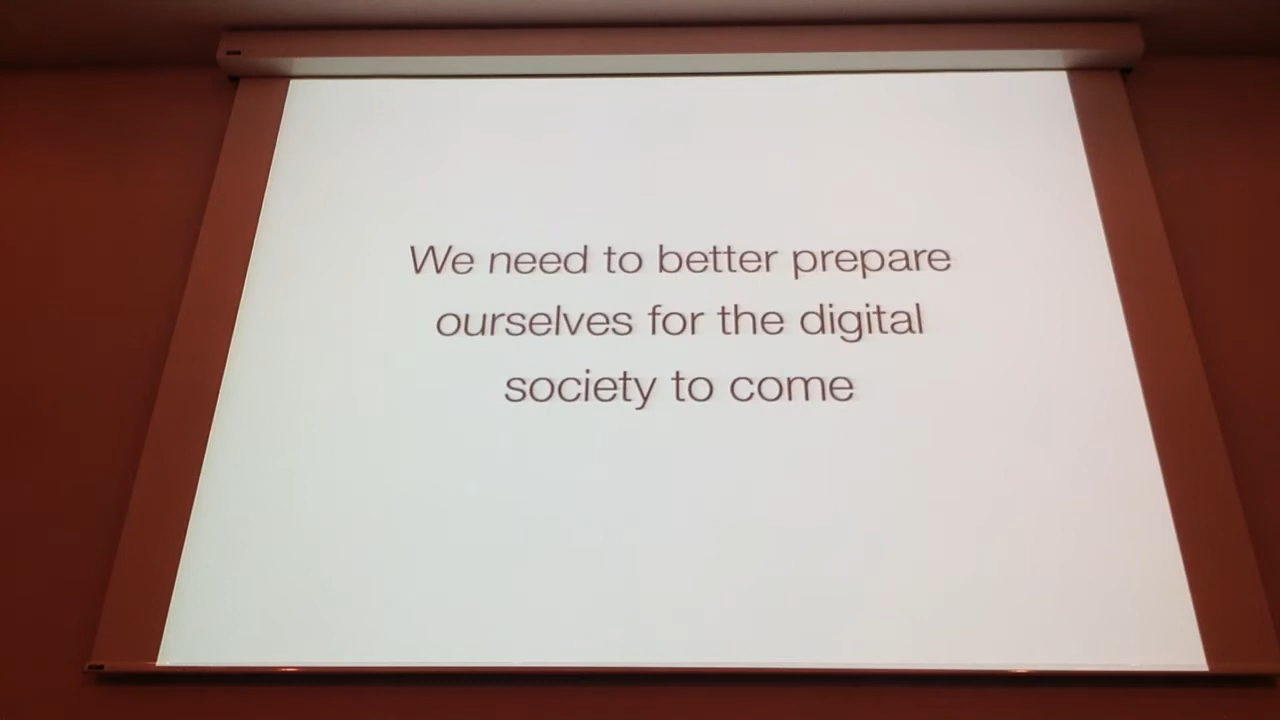 We need to better prepare
ourselves for the digital
society to come